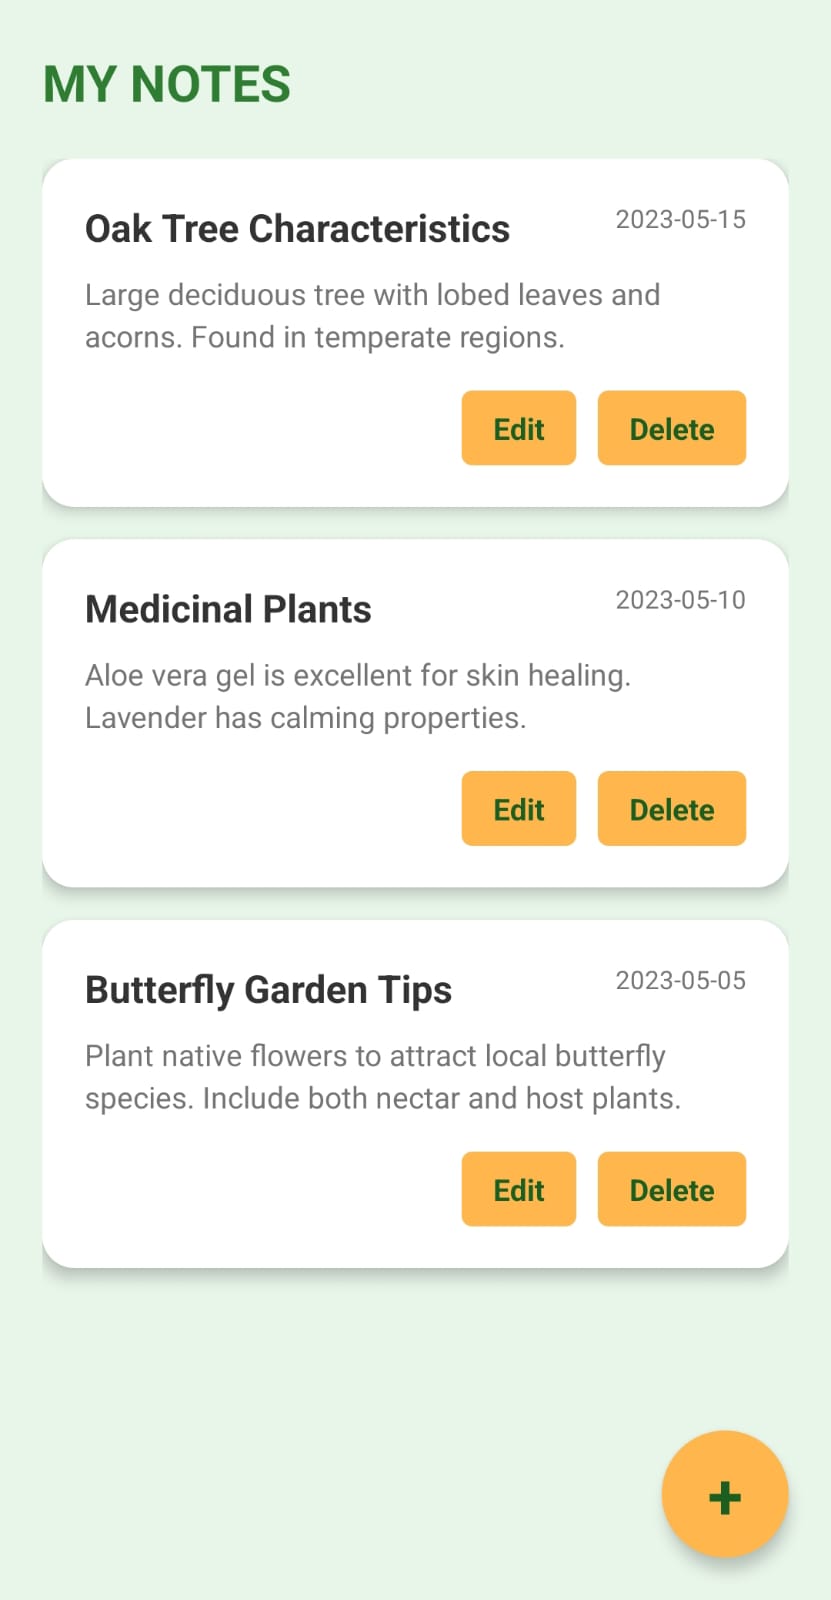 MY NOTES
Oak Tree Characteristics
2023-05-15
Large deciduous tree with lobed leaves and
acorns. Found in temperate regions.
Edit
Delete
Medicinal Plants
2023-05-10
Aloe vera gel is excellent for skin healing.
Lavender has calming properties.
Edit
Delete
Butterfly Garden Tips
2023-05-05
Plant native flowers to attract local butterfly
species. Include both nectar and host plants.
Edit
Delete
+